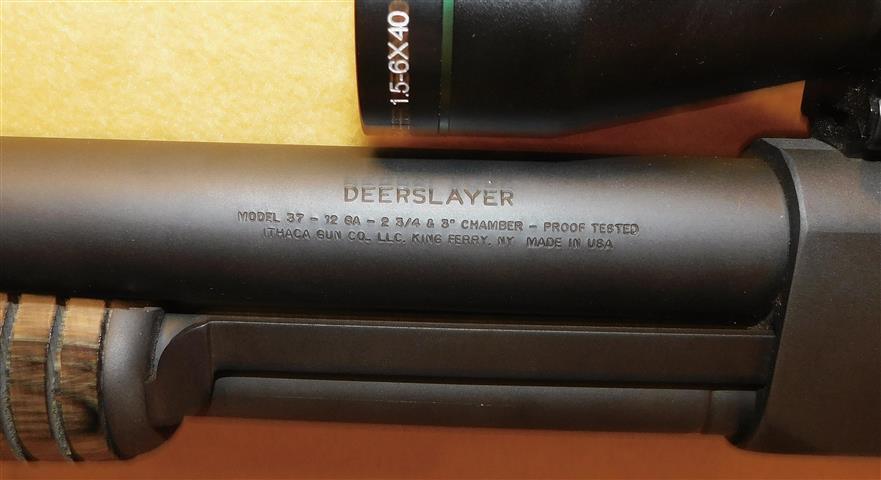 1.5-6X40
DEERSLAYER
MODEL 37 - 12 GA - 2 3/4 & 3" CHAMBER - PROOF TESTED
ITHACA GUN CO., LLC. KING FERRY, NY MADE IN USA